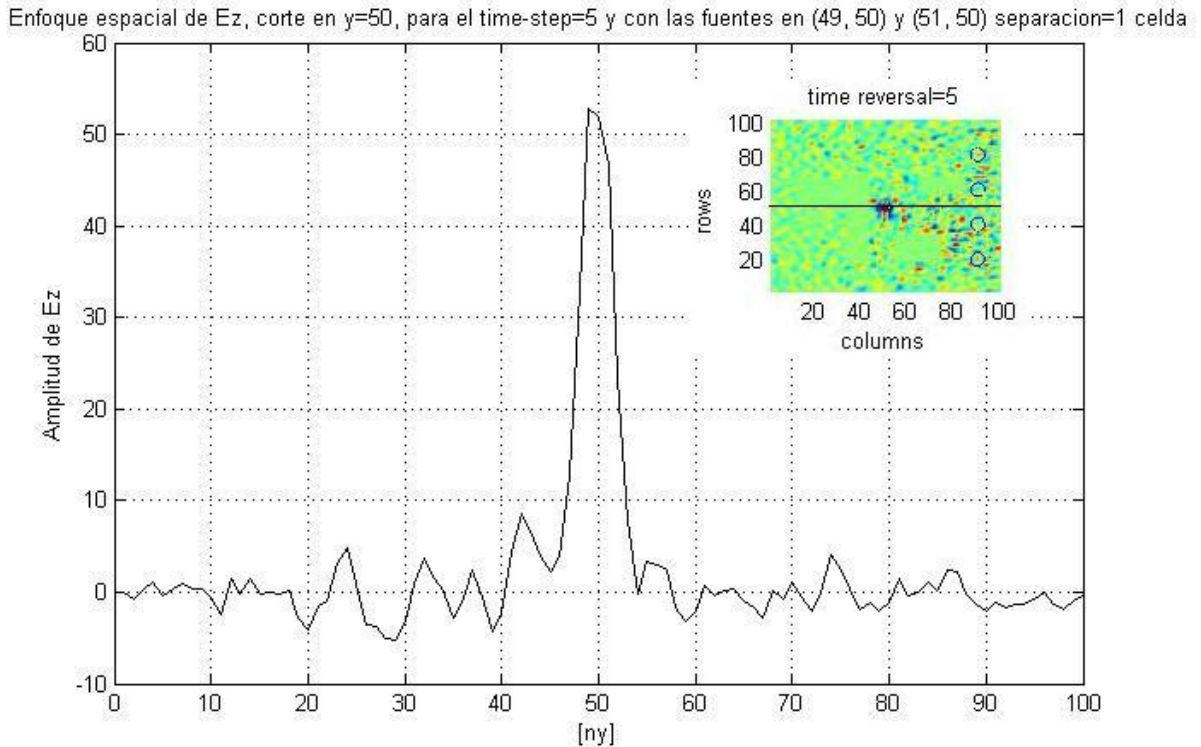 Enfoque espacial de Ez, corte en y=50, para el time-step=5 y con las fuentes en (49, 50) y (51, 50) separacion=1 celda
60
50
40
30
20
10
0
-10
Amplitud de Ez
0 10 20 30 40 50 60 70 80 90 100
[ny]
time reversal=5
100
80
60
40
20
rows
20 40 60 80 100
columns